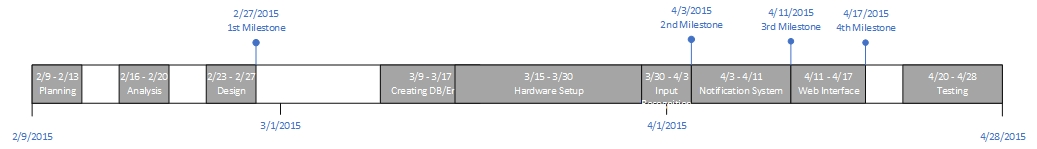 2/27/2015
1st Milestone
4/3/2015
2nd Milestone
4/11/2015
3rd Milestone
4/17/2015
4th Milestone
2/9 - 2/13
Planning
2/16 - 2/20
Analysis
2/23 - 2/27
Design
3/9 - 3/17
Creating DB/Er
3/15 - 3/30
Hardware Setup
3/30 - 4/3
Input
Recognition
4/3 - 4/11
Notification System
4/11 - 4/17
Web Interface
4/20 - 4/28
Testing
2/9/2015
3/1/2015
4/1/2015
4/28/2015